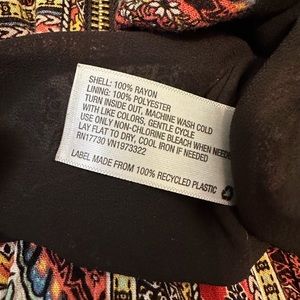 SHELL: 100% RAYON
LINING: 100% POLYESTER
TURN INSIDE OUT, MACHINE WASH COLD
WITH LIKE COLORS, GENTLE CYCLE
USE ONLY NON-CHLORINE BLEACH WHEN NEEDED
LAY FLAT TO DRY, COOL IRON IF NEEDED
RN17730 VN1973322
LABEL MADE FROM 100% RECYCLED PLASTIC